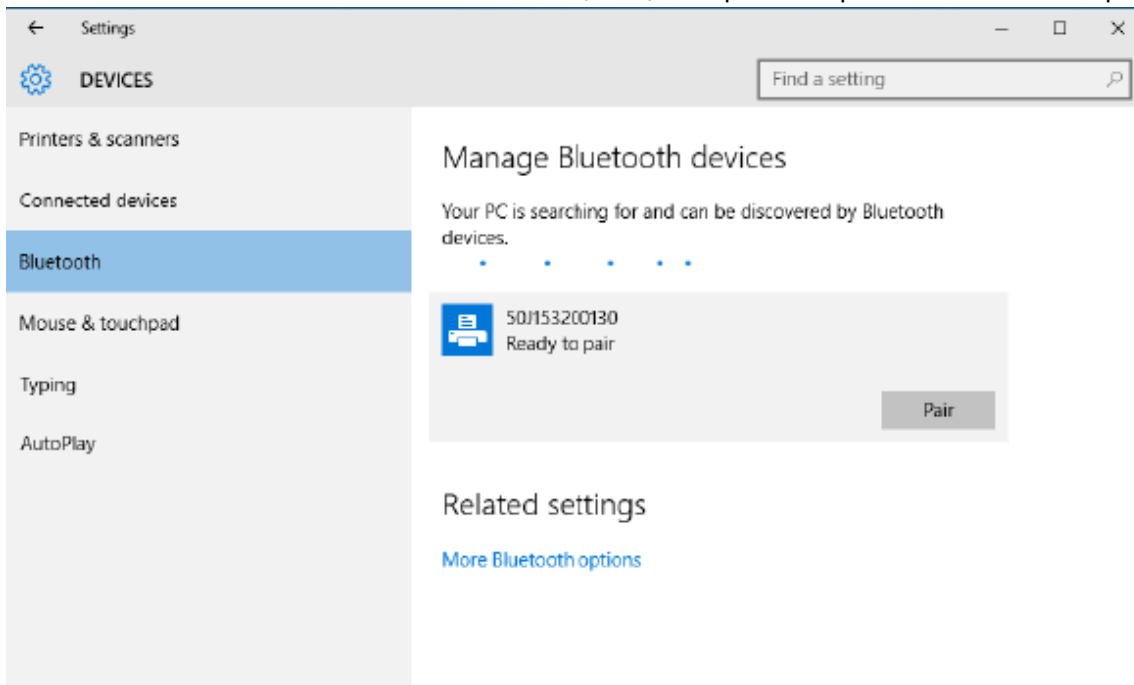 Settings
DEVICES
Find a setting
Printers & scanners
Connected devices
Bluetooth
Mouse & touchpad
Typing
AutoPlay
Manage Bluetooth devices
Your PC is searching for and can be discovered by Bluetooth
devices.
50J153200130
Ready to pair
Pair
Related settings
More Bluetooth options